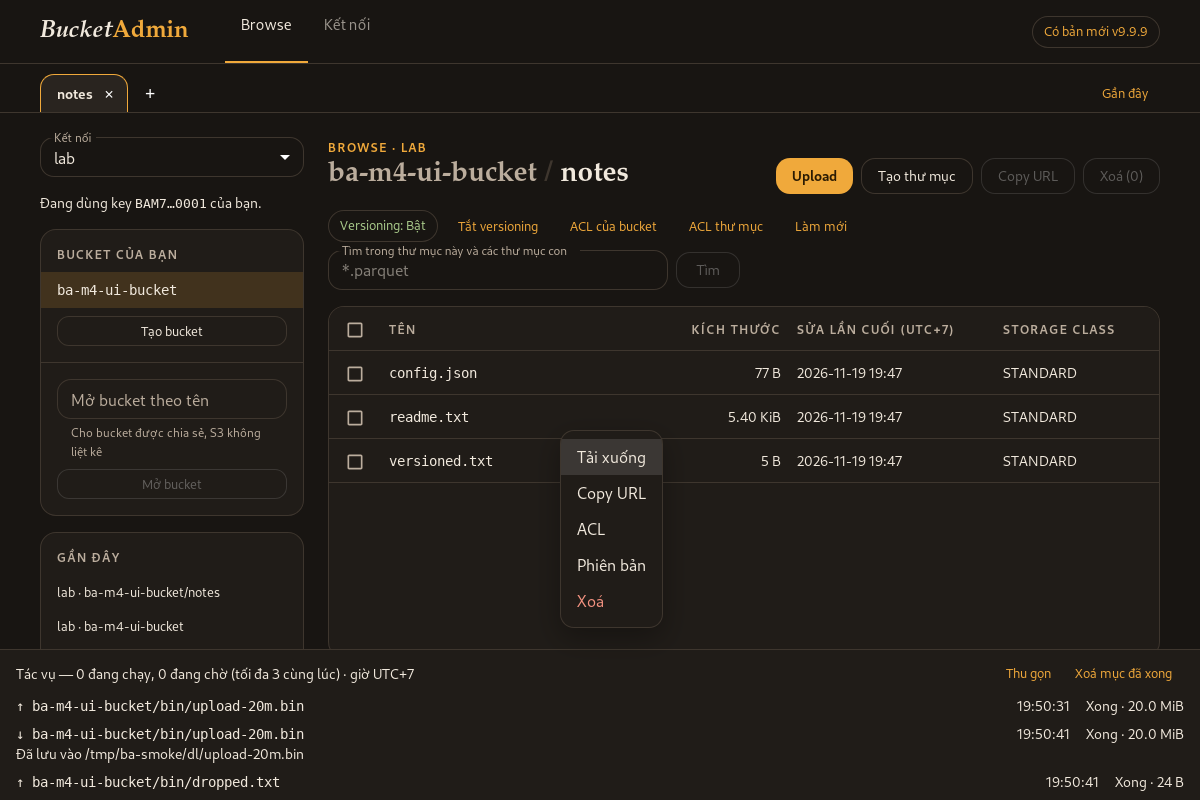 BucketAdmin
Browse
Kết nối
Có bản mới v9.9.9
notes ×
+
Gần đây
Kết nối
lab
Đang dùng key BAM7…0001 của bạn.
BUCKET CỦA BẠN
ba-m4-ui-bucket
Tạo bucket
Mở bucket theo tên
Cho bucket được chia sẻ, S3 không
liệt kê
Mở bucket
GẦN ĐÂY
lab · ba-m4-ui-bucket/notes
lab · ba-m4-ui-bucket
BROWSE · LAB
ba-m4-ui-bucket / notes
Upload
Tạo thư mục
Copy URL
Xoá (0)
Versioning: Bật
Tắt versioning
ACL của bucket
ACL thư mục
Làm mới
Tìm trong thư mục này và các thư mục con
*.parquet
Tìm
TÊN KÍCH THƯỚC SỬA LẦN CUỐI (UTC+7) STORAGE CLASS
config.json 77 B 2026-11-19 19:47 STANDARD
readme.txt 5.40 KiB 2026-11-19 19:47 STANDARD
versioned.txt 5 B 2026-11-19 19:47 STANDARD
Tải xuống
Copy URL
ACL
Phiên bản
Xoá
Tác vụ — 0 đang chạy, 0 đang chờ (tối đa 3 cùng lúc) · giờ UTC+7
Thu gọn
Xoá mục đã xong
↑ ba-m4-ui-bucket/bin/upload-20m.bin 19:50:31 Xong · 20.0 MiB
↓ ba-m4-ui-bucket/bin/upload-20m.bin 19:50:41 Xong · 20.0 MiB
Đã lưu vào /tmp/ba-smoke/dl/upload-20m.bin
↑ ba-m4-ui-bucket/bin/dropped.txt 19:50:41 Xong · 24 B